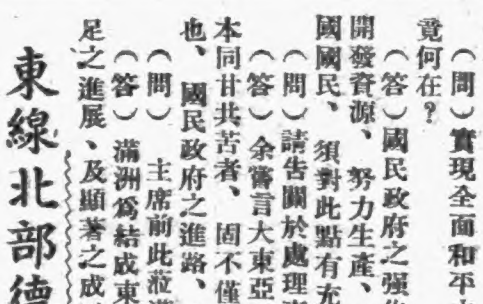 (問)實現全面和平
竟何在?
(答)國民政府之强
開發資源、努力生產、
國國民、須對此點有充
(問)請告關於處理
(答)余嘗言大東亞
本同甘共苦者、固不僅
也、國民政府之進路、
(問)主席前此蒞
(答)滿洲爲結成東
足之進展、及顯著之成
東線北部德